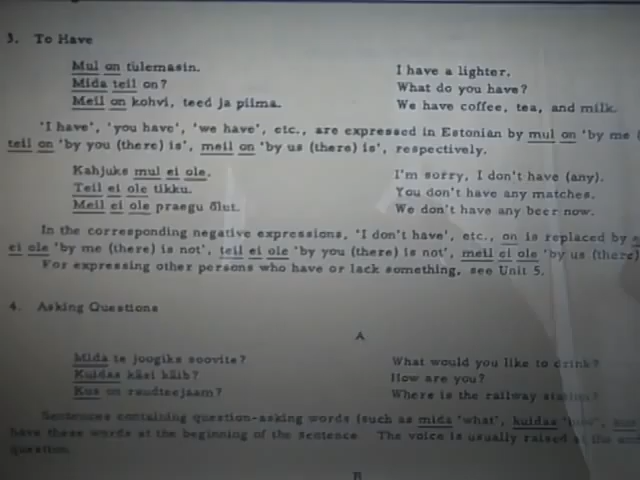 3. To Have
Mul on tulemasin. I have a lighter.
Mida teil on? What do you have?
Meil on kohvi, teed ja piima. We have coffee, tea, and milk.
'I have', 'you have', 'we have', etc., are expressed in Estonian by mul on 'by me (
teil on 'by you (there) is', meil on 'by us (there) is', respectively.
Kahjuks mul ei ole. I'm sorry, I don't have (any).
Teil ei ole tikku. You don't have any matches.
Meil ei ole praegu õlut. We don't have any beer now.
In the corresponding negative expressions, 'I don't have', etc., on is replaced by
ei ole 'by me (there) is not', teil ei ole 'by you (there) is not', meil ei ole 'by us (there)
For expressing other persons who have or lack something, see Unit 5.
4. Asking Questions
A
Mida te joogiks soovite? What would you like to drink?
Kuidas käsi käib? How are you?
Kus on raudteejaam? Where is the railway station?
Sentences containing question-asking words (such as mida 'what', kuidas
have these words at the beginning of the sentence. The voice is usually raised at the
question.
B